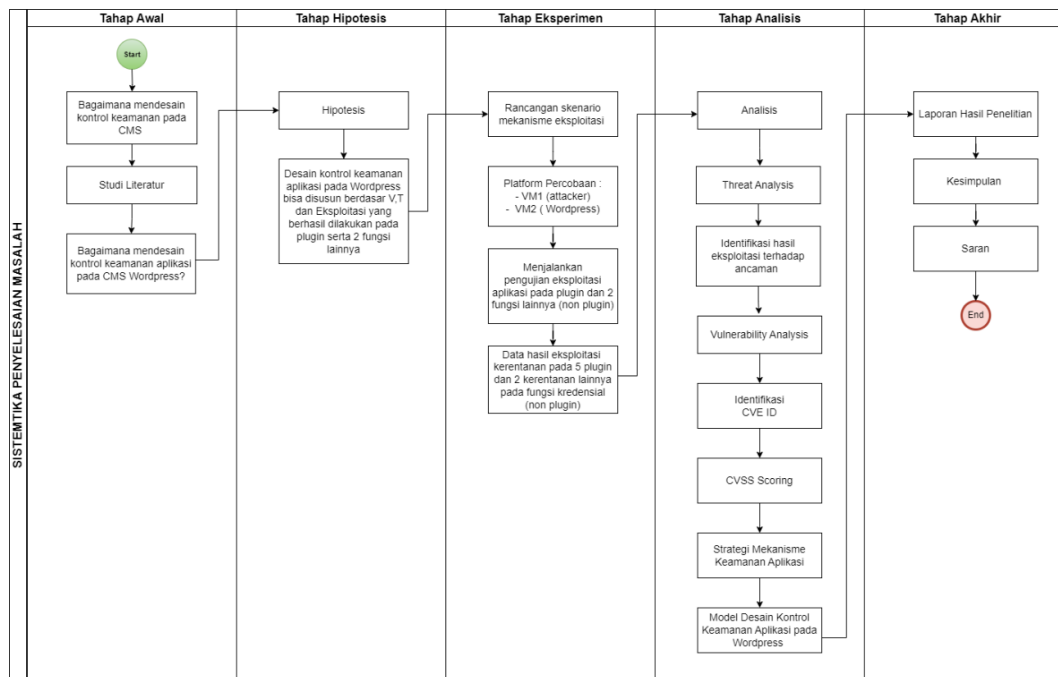 SISTEMTIKA PENYELESAIAN MASALAH
Tahap Awal
Start
Bagaimana mendesain
kontrol keamanan pada
CMS
Studi Literatur
Bagaimana mendesain
kontrol keamanan aplikasi
pada CMS Wordpress?
Tahap Hipotesis
Hipotesis
Desain kontrol keamanan
aplikasi pada Wordpress
bisa disusun berdasar V,T
dan Eksploitasi yang
berhasil dilakukan pada
plugin serta 2 fungsi
lainnya
Tahap Eksperimen
Rancangan skenario
mekanisme eksploitasi
Platform Percobaan :
- VM1 (attacker)
- VM2 ( Wordpress)
Menjalankan
pengujian eksploitasi
aplikasi pada plugin dan 2
fungsi lainnya (non plugin)
Data hasil eksploitasi
kerentanan pada 5 plugin
dan 2 kerentanan lainnya
pada fungsi kredensial
(non plugin)
Tahap Analisis
Analisis
Threat Analysis
Identifikasi hasil
eksploitasi terhadap
ancaman
Vulnerability Analysis
Identifikasi
CVE ID
CVSS Scoring
Strategi Mekanisme
Keamanan Aplikasi
Model Desain Kontrol
Keamanan Aplikasi pada
Wordpress
Tahap Akhir
Laporan Hasil Penelitian
Kesimpulan
Saran
End